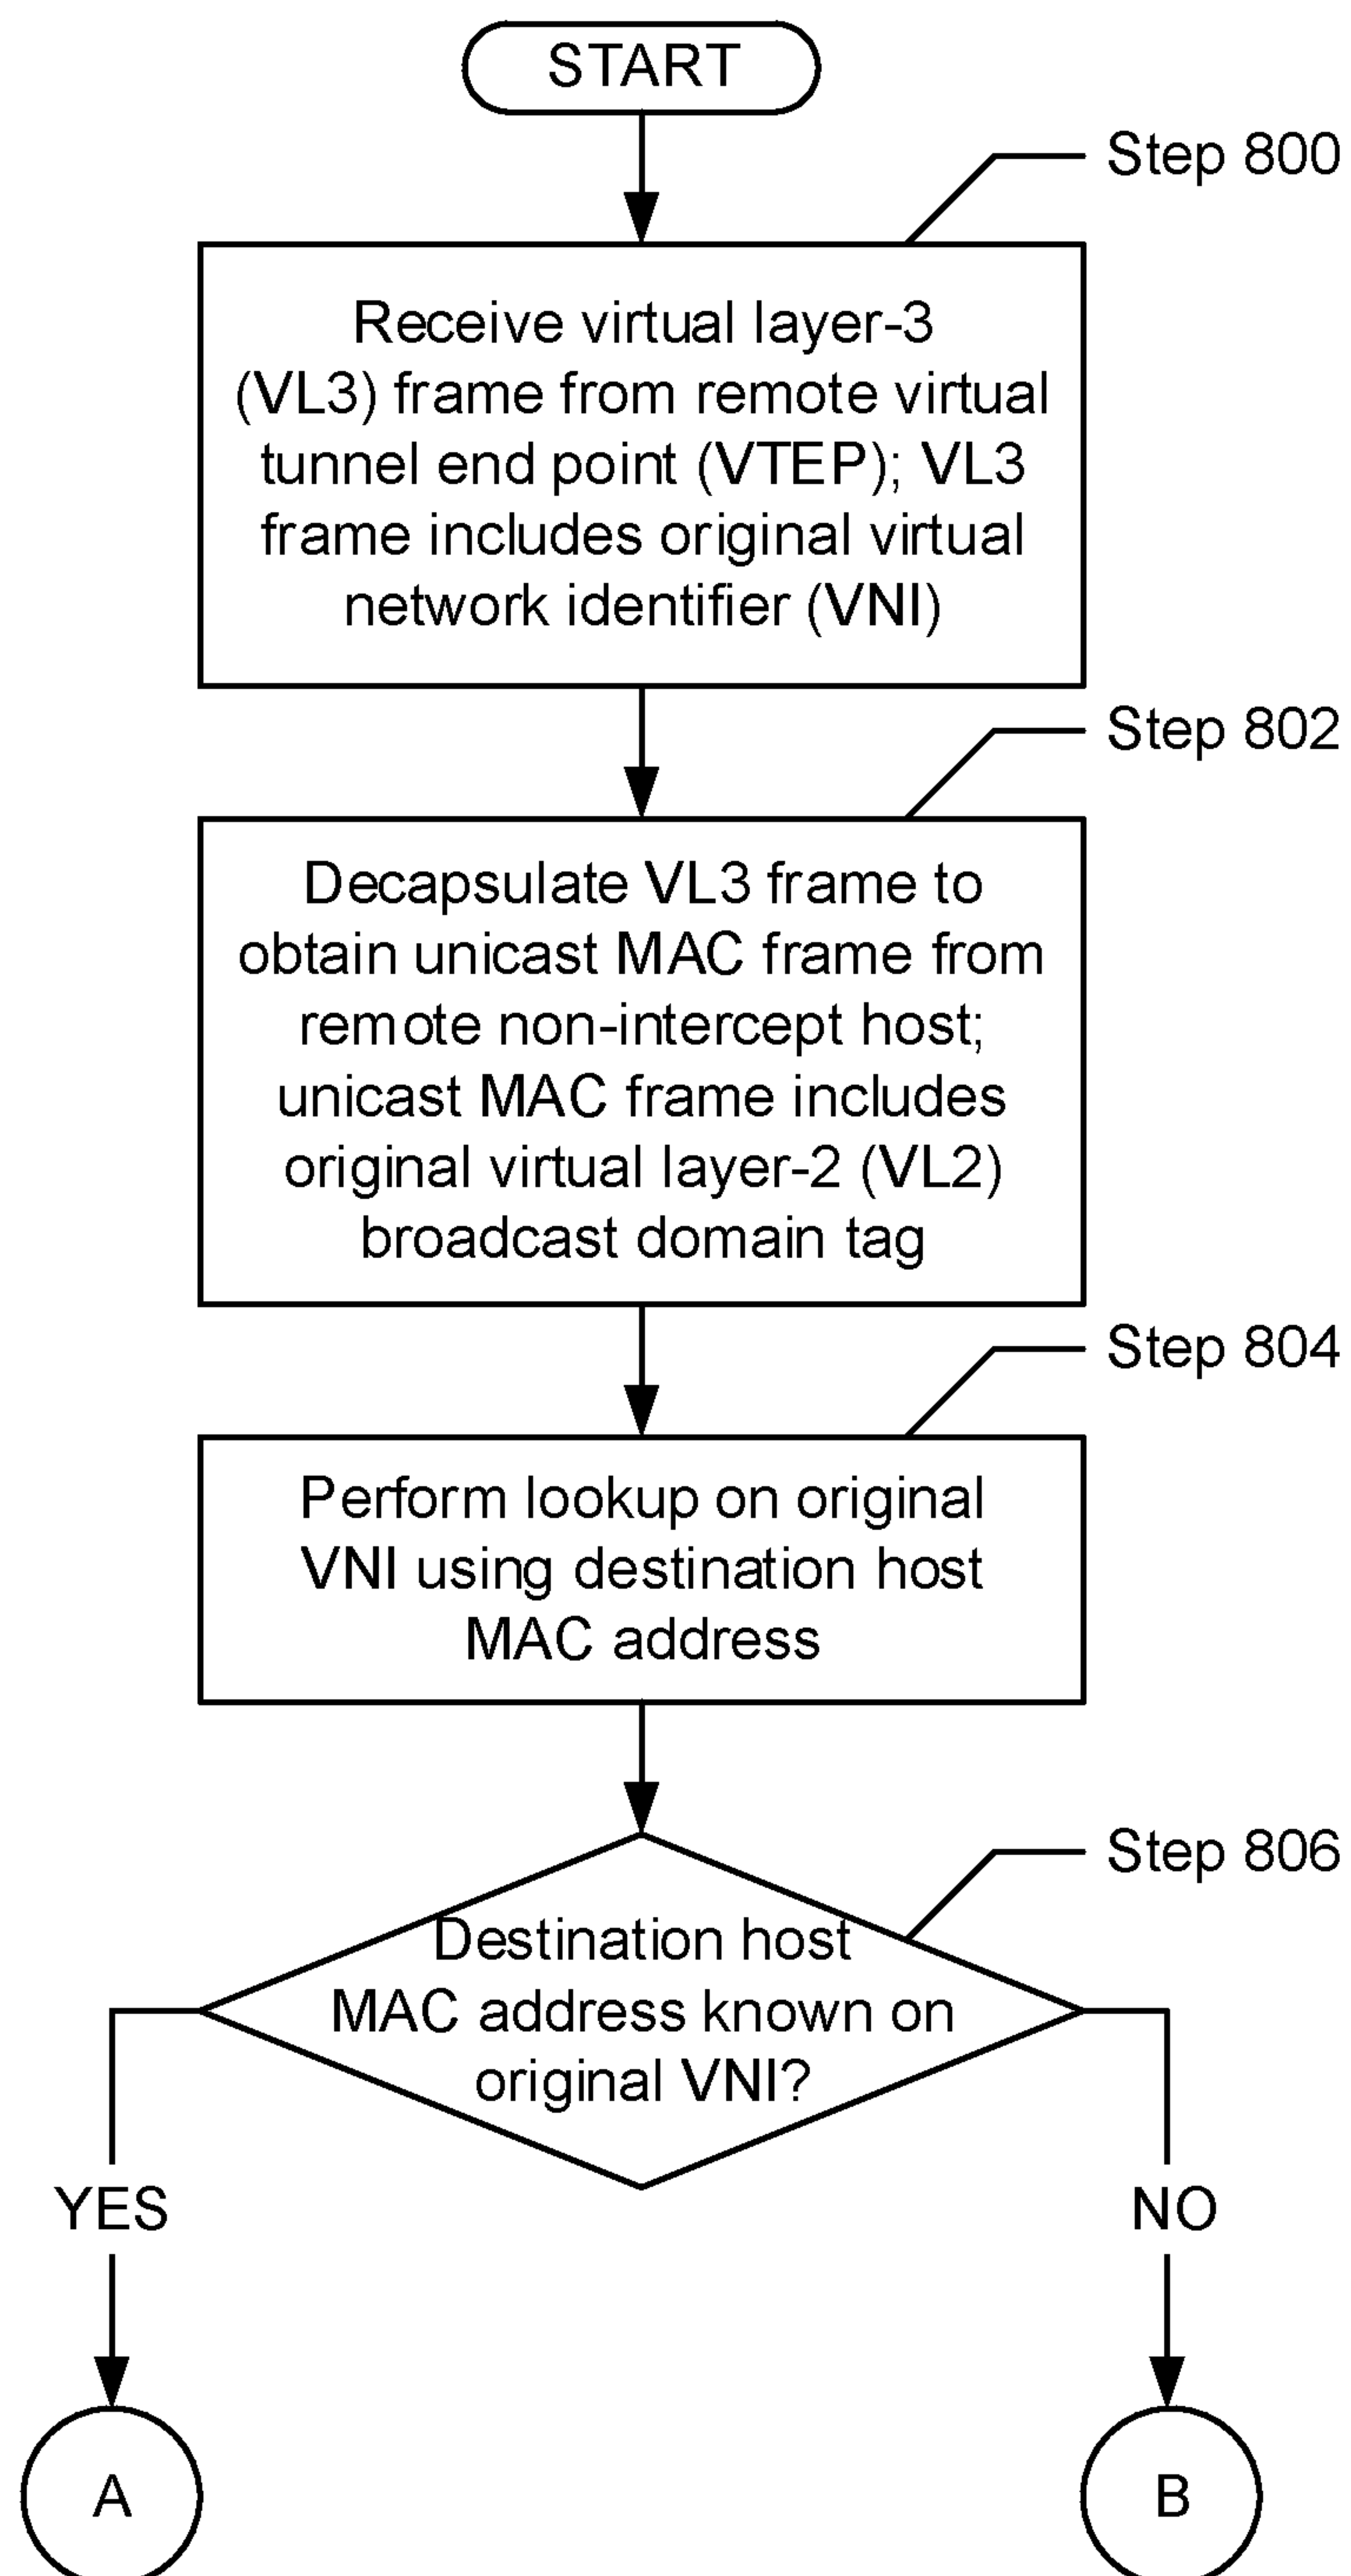 START
Step 800
Receive virtual layer-3
(VL3) frame from remote virtual
tunnel end point (VTEP); VL3
frame includes original virtual
network identifier (VNI)
Step 802
Decapsulate VL3 frame to
obtain unicast MAC frame from
remote non-intercept host;
unicast MAC frame includes
original virtual layer-2 (VL2)
broadcast domain tag
Step 804
Perform lookup on original
VNI using destination host
MAC address
Step 806
Destination host
MAC address known on
original VNI?
YES
NO
A
B